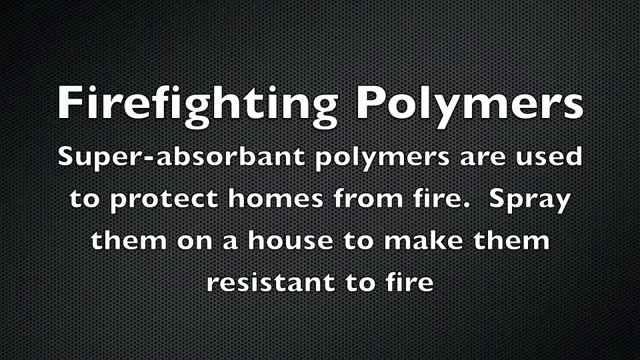 Firefighting Polymers
Super-absorbant polymers are used
to protect homes from fire.  Spray
them on a house to make them
resistant to fire